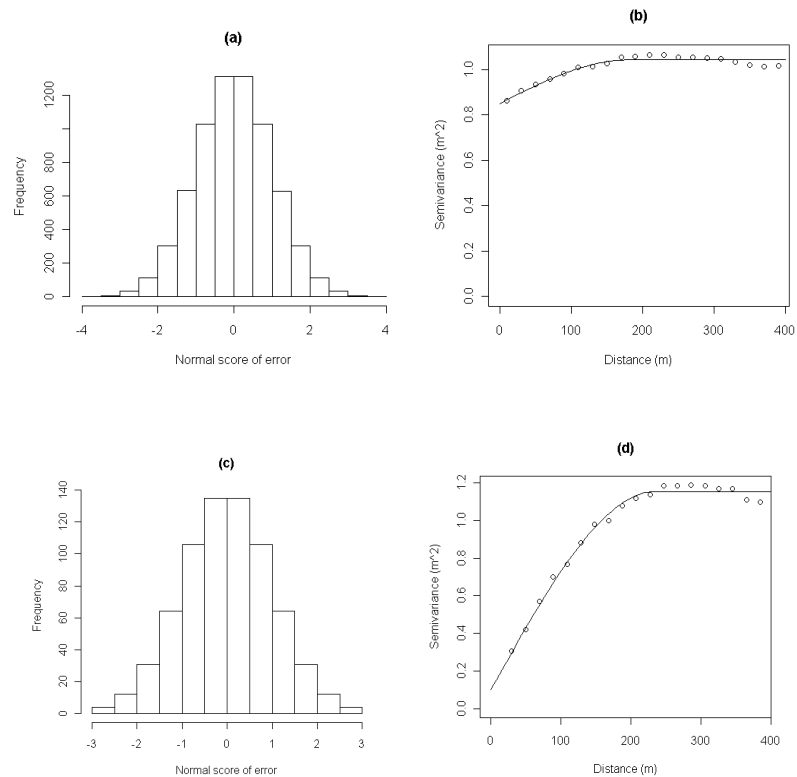 (a)
Frequency
0 200 400 600 800 1200
-4 -2 0 2 4
Normal score of error
(b)
Semivariance (m^2)
0.0 0.2 0.4 0.6 0.8 1.0
0 100 200 300 400
Distance (m)
(c)
Frequency
0 20 40 60 80 100 120 140
-3 -2 -1 0 1 2 3
Normal score of error
(d)
Semivariance (m^2)
0.0 0.2 0.4 0.6 0.8 1.0 1.2
0 100 200 300 400
Distance (m)